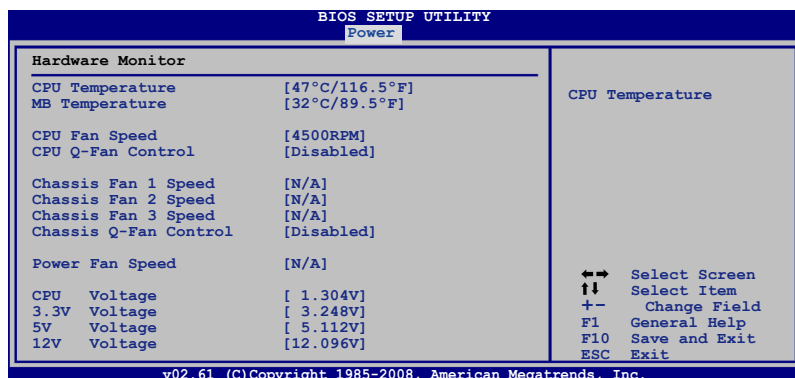 BIOS SETUP UTILITY
Power
Hardware Monitor
CPU Temperature [47°C/116.5°F]
MB Temperature [32°C/89.5°F]
CPU Fan Speed [4500RPM]
CPU Q-Fan Control [Disabled]
Chassis Fan 1 Speed [N/A]
Chassis Fan 2 Speed [N/A]
Chassis Fan 3 Speed [N/A]
Chassis Q-Fan Control [Disabled]
Power Fan Speed [N/A]
CPU Voltage [ 1.304V]
3.3V Voltage [ 3.248V]
5V Voltage [ 5.112V]
12V Voltage [12.096V]
CPU Temperature
←→ Select Screen
↑↓ Select Item
+- Change Field
F1 General Help
F10 Save and Exit
ESC Exit
v02.61 (C)Copyright 1985-2008, American Megatrends, Inc.